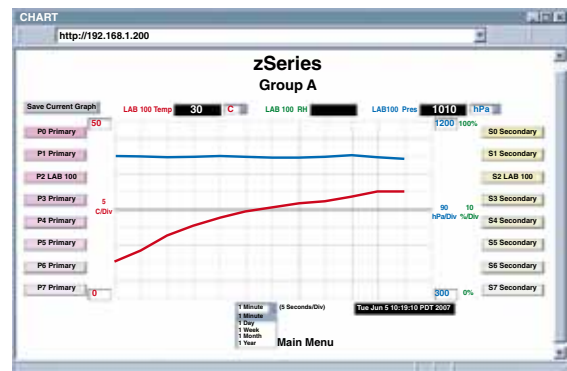 CHART
http://192.168.1.200
zSeries
Group A
Save Current Graph
LAB 100 Temp 30 C
LAB 100 RH
LAB100 Pres 1010 hPa
50
1200 100%
P0 Primary
P1 Primary
P2 LAB 100
P3 Primary
P4 Primary
P5 Primary
P6 Primary
P7 Primary
5
C/Div
90
hPa/Div
10
%/Div
S0 Secondary
S1 Secondary
S2 LAB 100
S3 Secondary
S4 Secondary
S5 Secondary
S6 Secondary
S7 Secondary
0
300 0%
1 Minute (5 Seconds/Div)
Tue Jun 5 10:19:10 PDT 2007
1 Minute
1 Day
1 Week
1 Month
1 Year
Main Menu